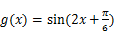 g(x) = sin(2x + π/6)